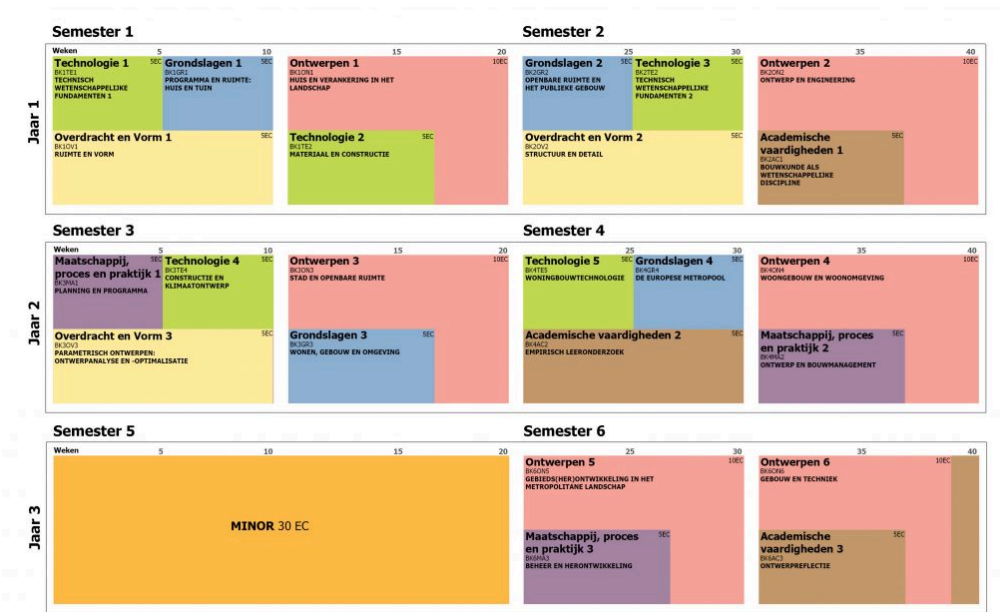 Semester 1
Semester 2
Jaar 1
Weken 5 10 15 20 25 30 35 40
Technologie 1 5EC
BK1TE1
TECHNISCH
WETENSCHAPPELIJKE
FUNDAMENTEN 1
Grondslagen 1 5EC
BK1GR1
PROGRAMMA EN RUIMTE:
HUIS EN TUIN
Overdracht en Vorm 1 5EC
BK1OV1
RUIMTE EN VORM
Ontwerpen 1 10EC
BK1ON1
HUIS EN VERANKERING IN HET
LANDSCHAP
Technologie 2 5EC
BK1TE2
MATERIAAL EN CONSTRUCTIE
Grondslagen 2 5EC
BK2GR2
OPENBARE RUIMTE EN
HET PUBLIEKE GEBOUW
Technologie 3 5EC
BK2TE2
TECHNISCH
WETENSCHAPPELIJKE
FUNDAMENTEN 2
Overdracht en Vorm 2 5EC
BK2OV2
STRUCTUUR EN DETAIL
Ontwerpen 2 10EC
BK2ON2
ONTWERP EN ENGINEERING
Academische 5EC
vaardigheden 1
BK2AC1
BOUWKUNDE ALS
WETENSCHAPPELIJKE
DISCIPLINE
Semester 3
Semester 4
Jaar 2
Weken 5 10 15 20 25 30 35 40
Maatschappij, 5EC
proces en praktijk 1
BK3MA1
PLANNING EN PROGRAMMA
Technologie 4 5EC
BK3TE4
CONSTRUCTIE EN
KLIMAATONTWERP
Overdracht en Vorm 3 5EC
BK3OV3
PARAMETRISCH ONTWERPEN:
ONTWERPANALYSE EN -OPTIMALISATIE
Ontwerpen 3 10EC
BK3ON3
STAD EN OPENBARE RUIMTE
Grondslagen 3 5EC
BK3GR3
WONEN, GEBOUW EN OMGEVING
Technologie 5 5EC
BK4TE5
WONINGBOUWTECHNOLOGIE
Grondslagen 4 5EC
BK4GR4
DE EUROPESE METROPOOL
Academische vaardigheden 2 5EC
BK4AC2
EMPIRISCH LEERONDERZOEK
Ontwerpen 4 10EC
BK4ON4
WOONGEBOUW EN WOONOMGEVING
Maatschappij, proces 5EC
en praktijk 2
BK4MA2
ONTWERP EN BOUWMANAGEMENT
Semester 5
Semester 6
Jaar 3
Weken 5 10 15 20 25 30 35 40
MINOR 30 EC
Ontwerpen 5 10EC
BK6ON5
GEBIEDS(HER)ONTWIKKELING IN HET
METROPOLITANE LANDSCHAP
Maatschappij, proces 5EC
en praktijk 3
BK6MA3
BEHEER EN HERONTWIKKELING
Ontwerpen 6 10EC
BK6ON6
GEBOUW EN TECHNIEK
Academische 5EC
vaardigheden 3
BK6AC3
ONTWERPREFLECTIE